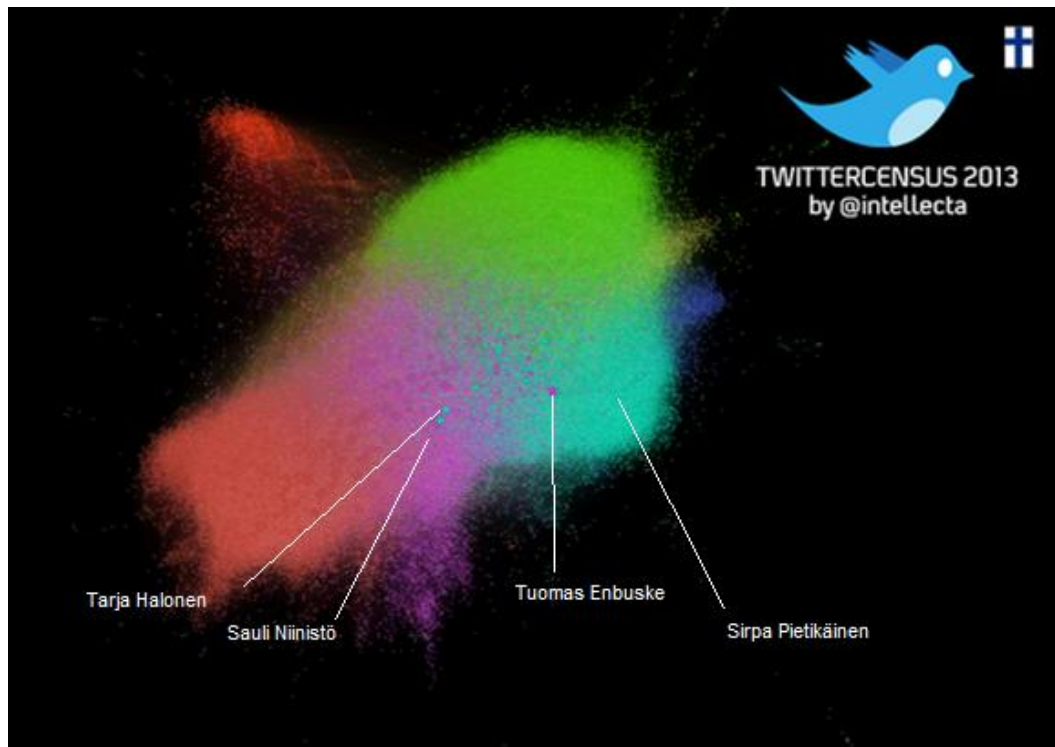 TWITTERCENSUS 2013
by @intellecta
Tarja Halonen
Sauli Niinistö
Tuomas Enbuske
Sirpa Pietikäinen